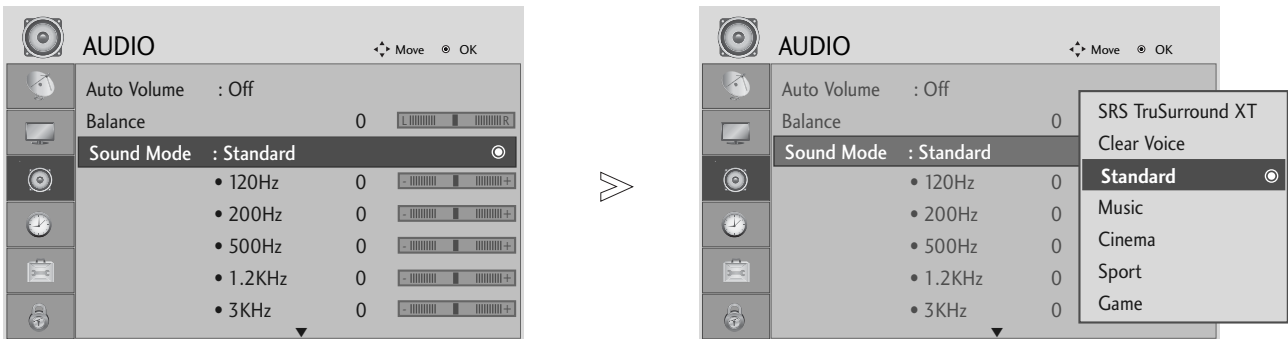 AUDIO
Move OK
Auto Volume : Off
Balance 0 L R
Sound Mode : Standard
• 120Hz 0 - +
• 200Hz 0 - +
• 500Hz 0 - +
• 1.2KHz 0 - +
• 3KHz 0 - +
AUDIO
Move OK
Auto Volume : Off
Balance 0
Sound Mode : Standard
• 120Hz 0
• 200Hz 0
• 500Hz 0
• 1.2KHz 0
• 3KHz 0
SRS TruSurround XT
Clear Voice
Standard
Music
Cinema
Sport
Game